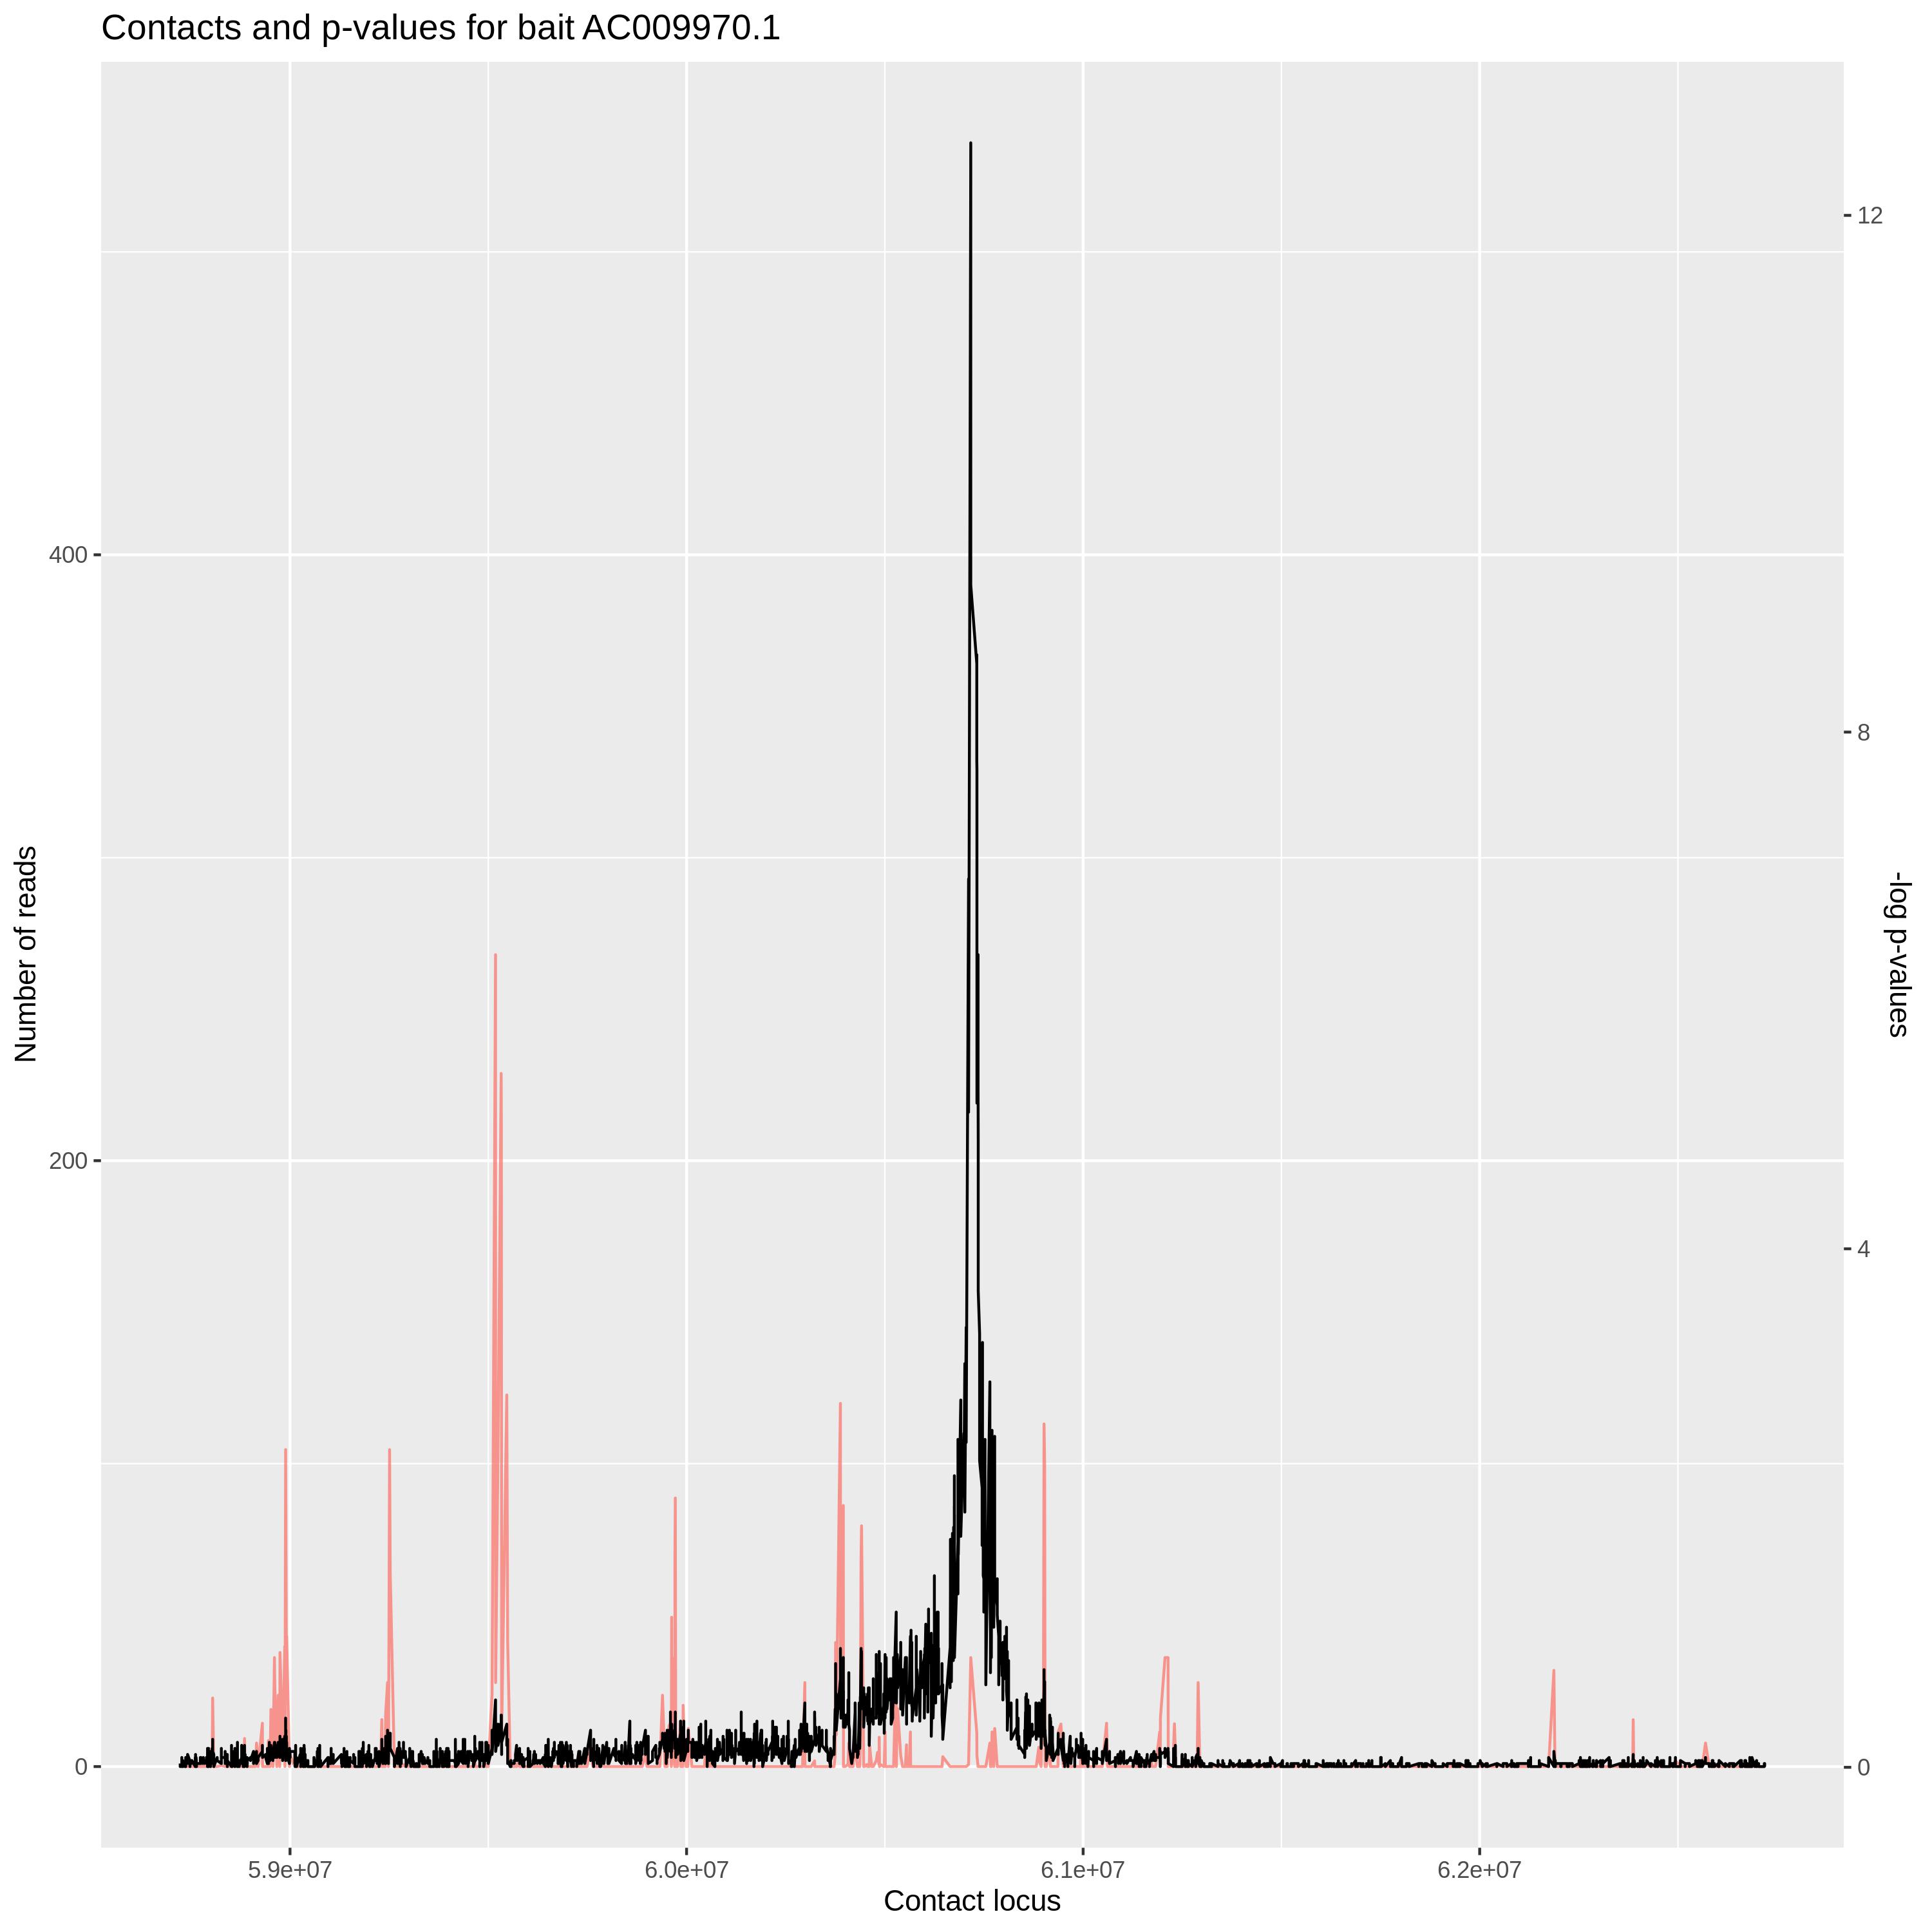 Contacts and p-values for bait AC009970.1
12
400
8
Number of reads
-log p-values
200
4
0
0
5.9e+07
6.0e+07
6.1e+07
6.2e+07
Contact locus